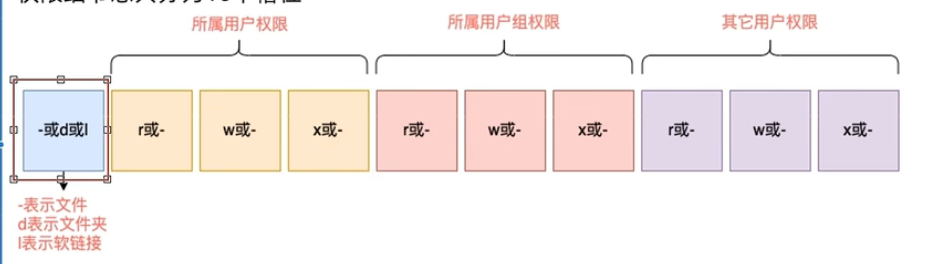 所属用户权限
所属用户组权限
其它用户权限
-或d或l
r或-
w或-
x或-
r或-
w或-
x或-
r或-
w或-
x或-
-表示文件
d表示文件夹
l表示软链接